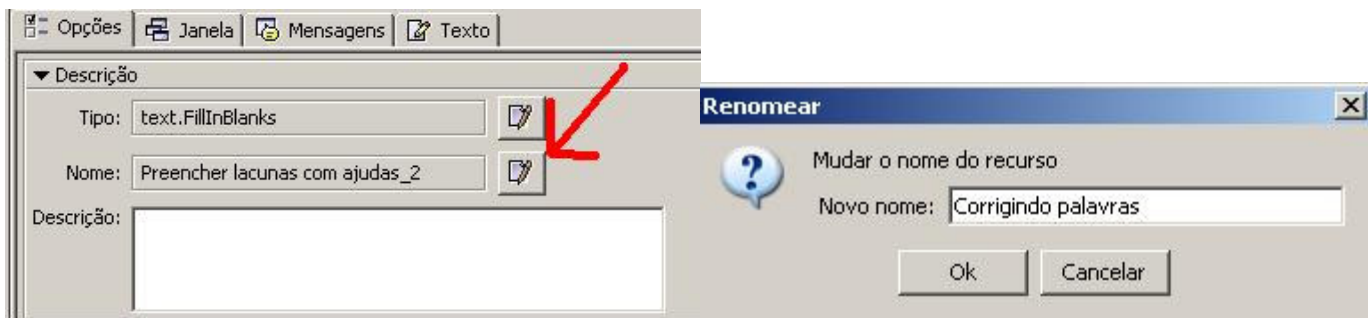 Opções Janela Mensagens Texto
Descrição
Tipo: text.FillInBlanks
Nome: Preencher lacunas com ajudas_2
Descrição:
Renomear
Mudar o nome do recurso
Novo nome: Corrigindo palavras
Ok Cancelar